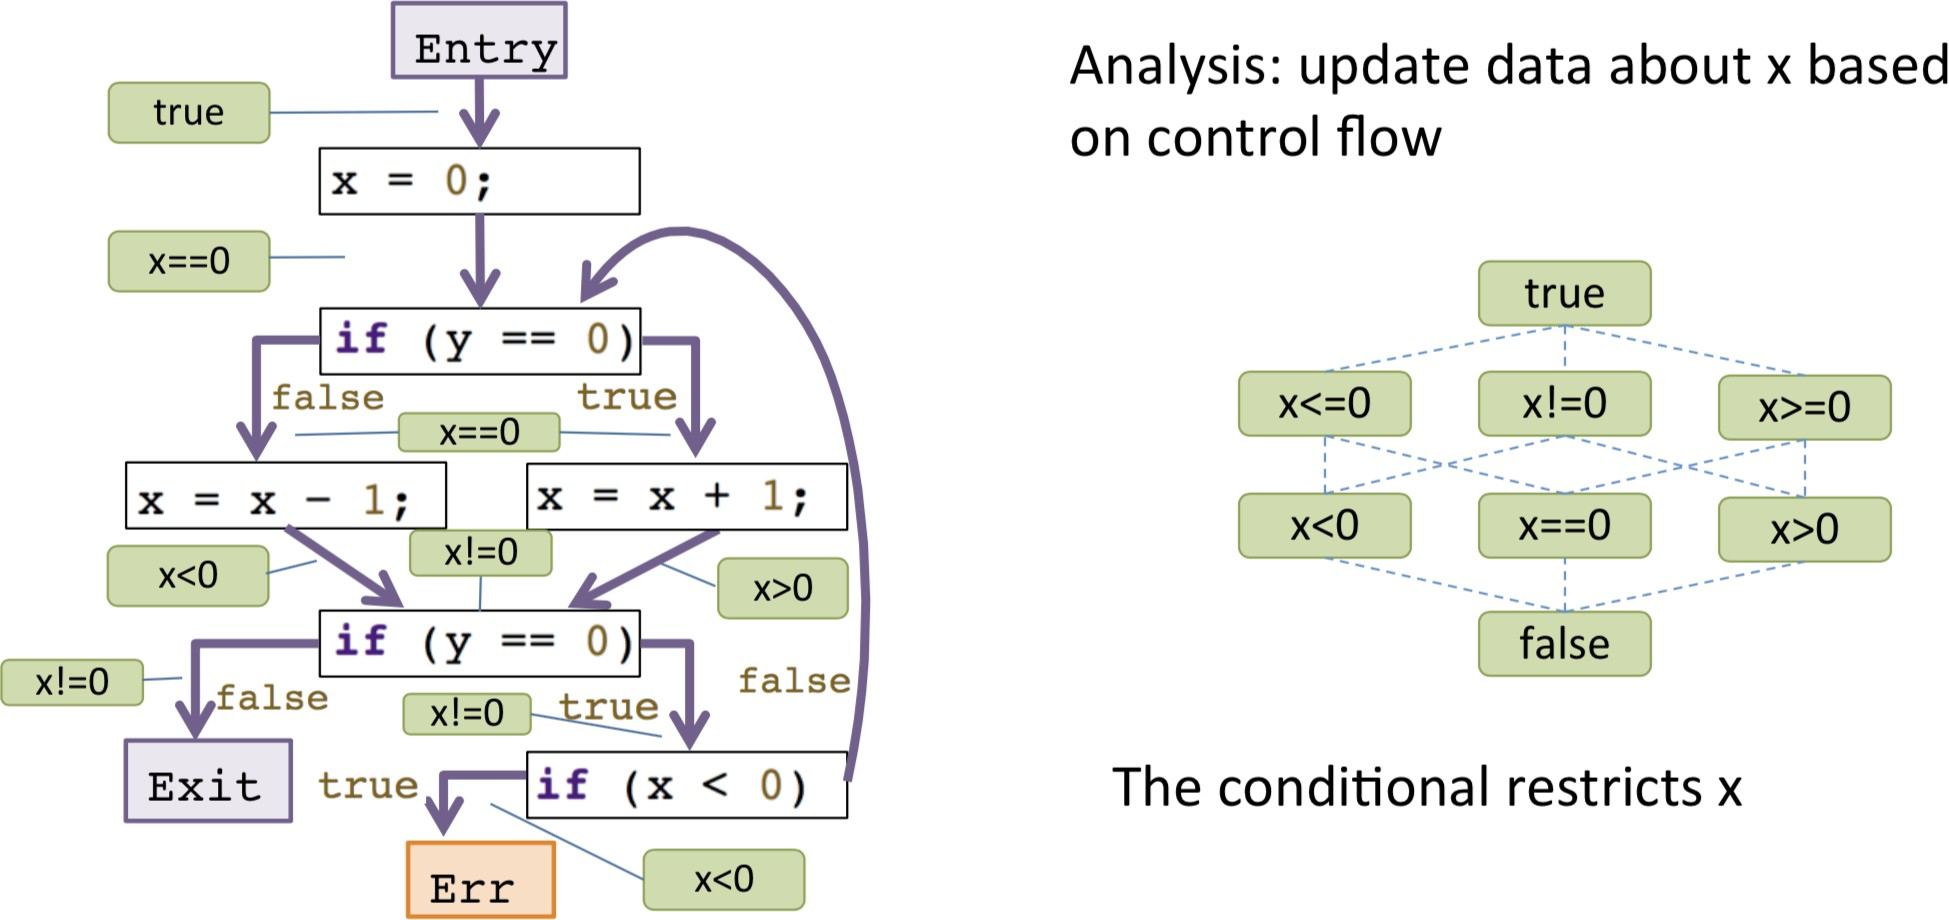 Entry
true
x = 0;
x==0
if (y == 0)
false
true
x==0
x = x - 1;
x = x + 1;
x<0
x!=0
x>0
if (y == 0)
x!=0
false
x!=0
true
false
Exit
true
if (x < 0)
Err
x<0
Analysis: update data about x based
on control flow
true
x<=0
x!=0
x>=0
x<0
x==0
x>0
false
The conditional restricts x